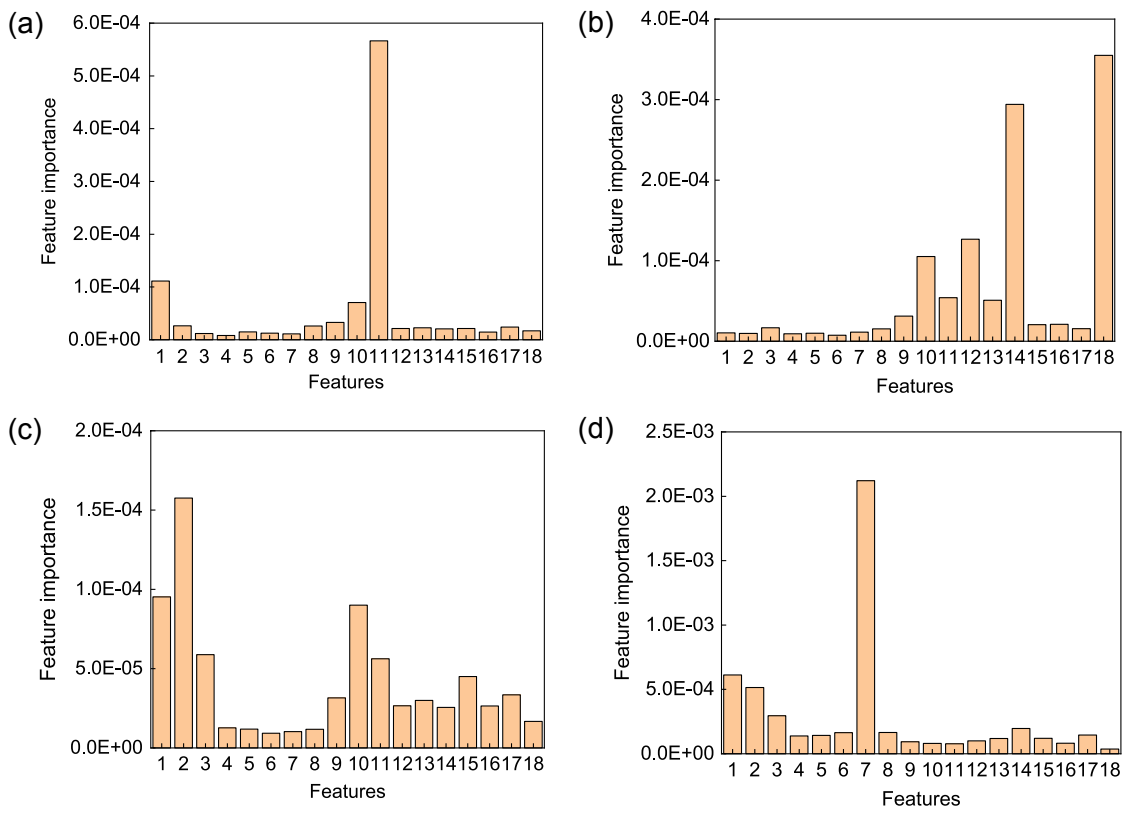 (a)
Feature importance
6.0E-04
5.0E-04
4.0E-04
3.0E-04
2.0E-04
1.0E-04
0.0E+00
1 2 3 4 5 6 7 8 9 10 11 12 13 14 15 16 17 18
Features
(b)
Feature importance
4.0E-04
3.0E-04
2.0E-04
1.0E-04
0.0E+00
1 2 3 4 5 6 7 8 9 10 11 12 13 14 15 16 17 18
Features
(c)
Feature importance
2.0E-04
1.5E-04
1.0E-04
5.0E-05
0.0E+00
1 2 3 4 5 6 7 8 9 10 11 12 13 14 15 16 17 18
Features
(d)
Feature importance
2.5E-03
2.0E-03
1.5E-03
1.0E-03
5.0E-04
0.0E+00
1 2 3 4 5 6 7 8 9 10 11 12 13 14 15 16 17 18
Features